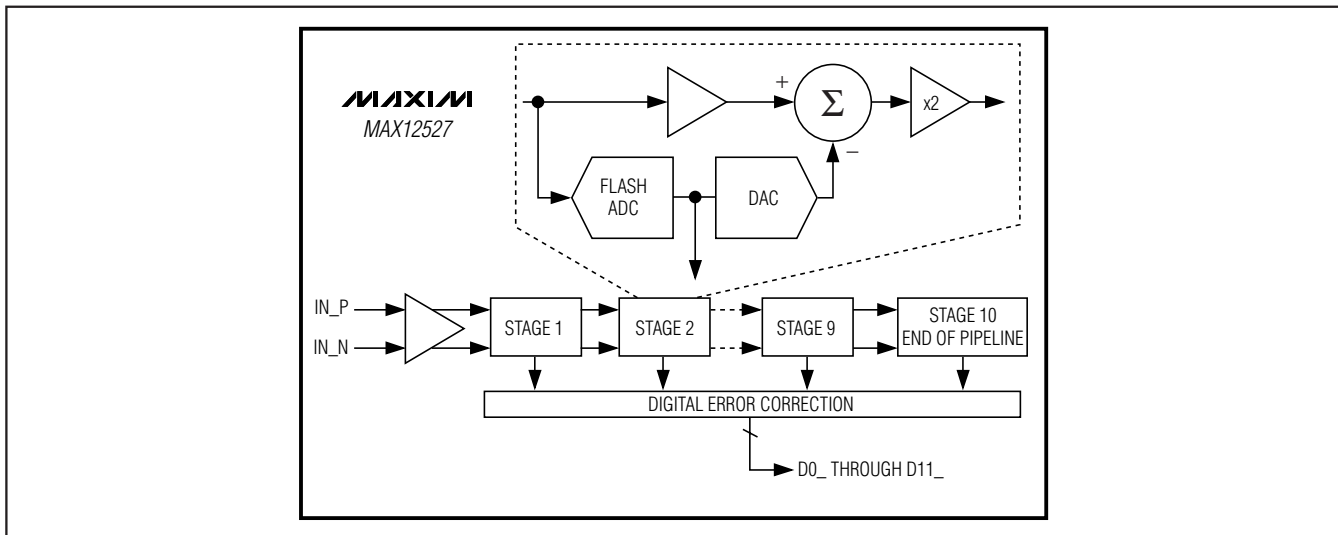 MAXIM
MAX12527
+
Σ
−
x2
FLASH
ADC
DAC
IN_P
IN_N
STAGE 1
STAGE 2
STAGE 9
STAGE 10
END OF PIPELINE
DIGITAL ERROR CORRECTION
D0_ THROUGH D11_